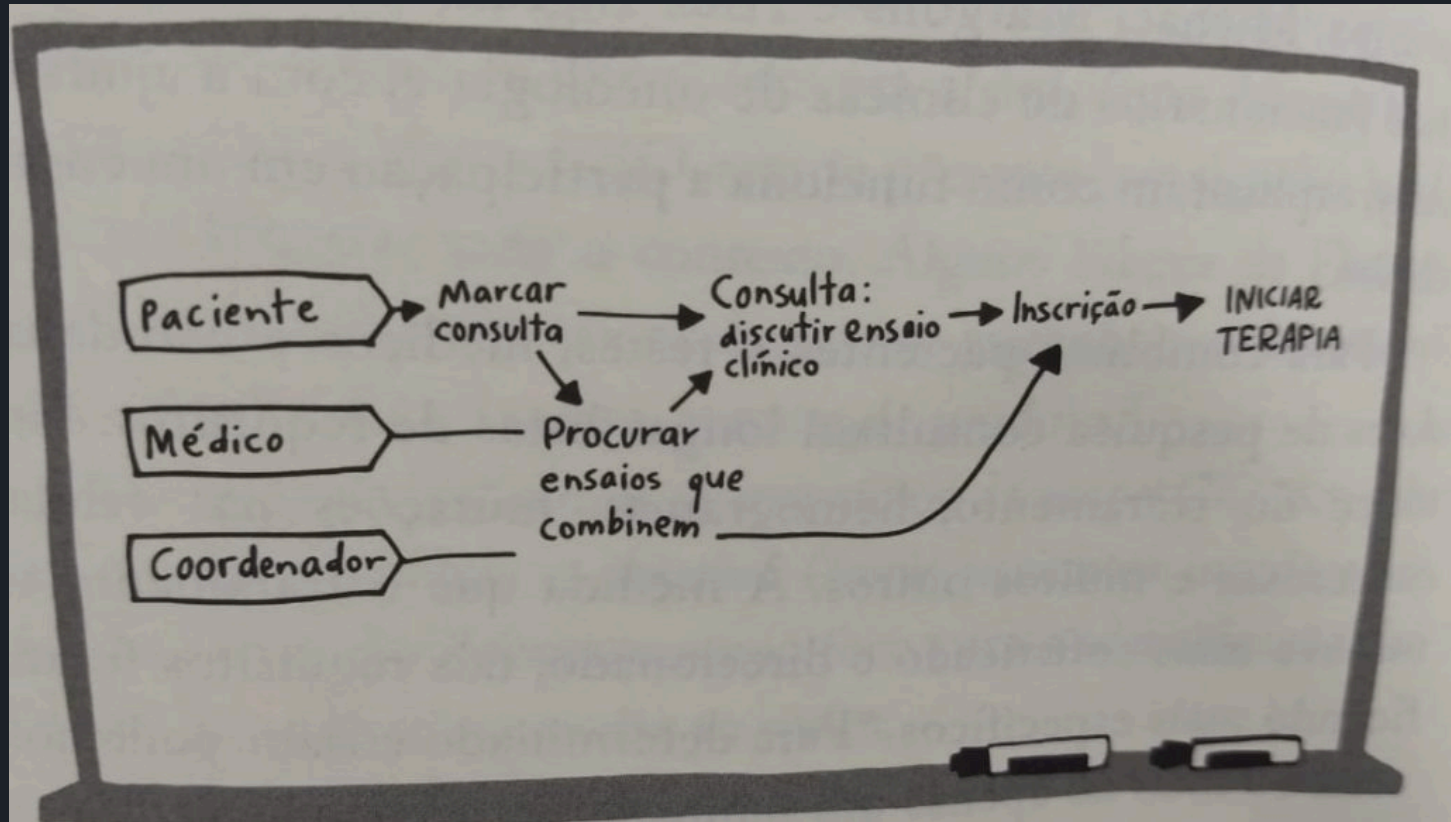 Paciente
Marcar
consulta
Consulta:
discutir ensaio
clínico
Inscrição
INICIAR
TERAPIA
Médico
Procurar
ensaios que
combinem
Coordenador